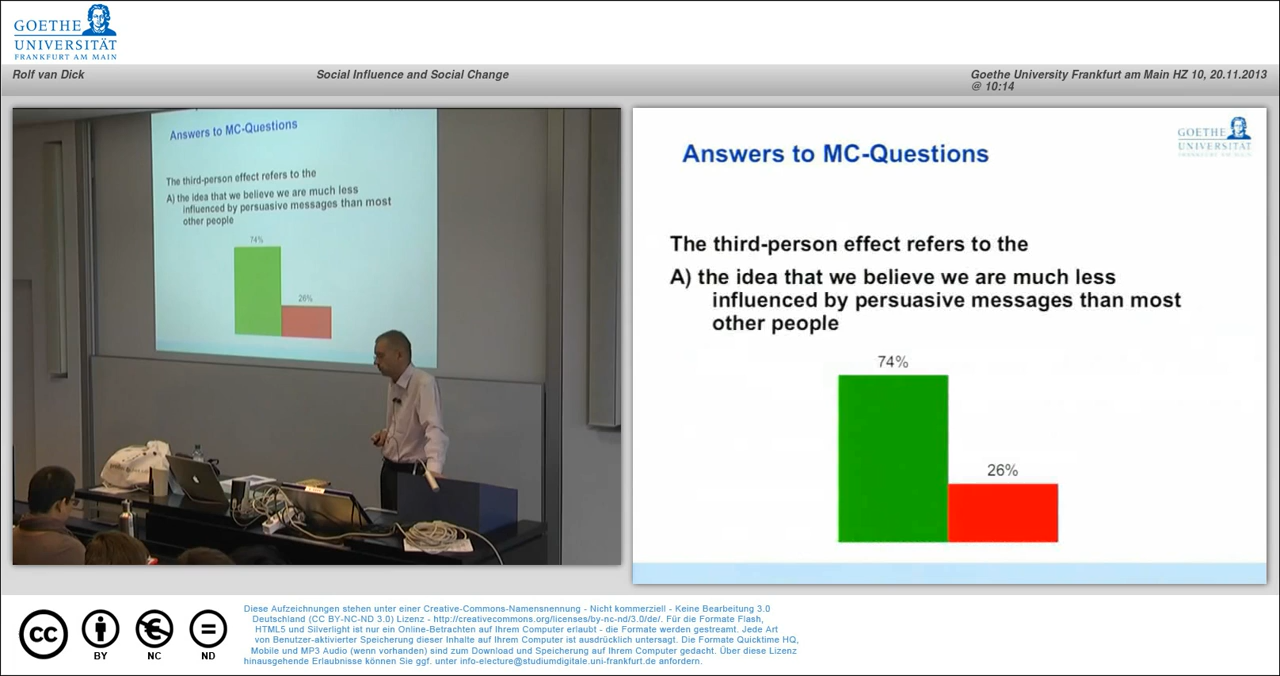 GOETHE
UNIVERSITÄT
FRANKFURT AM MAIN
Rolf van Dick
Social Influence and Social Change
Goethe University Frankfurt am Main HZ 10, 20.11.2013
@ 10:14
Answers to MC-Questions
The third-person effect refers to the
A) the idea that we believe we are much less
influenced by persuasive messages than most
other people
74%
26%
GOETHE
UNIVERSITÄT
FRANKFURT AM MAIN
Answers to MC-Questions
The third-person effect refers to the
A) the idea that we believe we are much less
influenced by persuasive messages than most
other people
74%
26%
cc
BY
NC
ND
Diese Aufzeichnungen stehen unter einer Creative-Commons-Namensnennung - Nicht kommerziell - Keine Bearbeitung 3.0
Deutschland (CC BY-NC-ND 3.0) Lizenz - http://creativecommons.org/licenses/by-nc-nd/3.0/de/. Für die Formate Flash,
HTML5 und Silverlight ist nur ein Online-Betrachten auf Ihrem Computer erlaubt - die Formate werden gestreamt. Jede Art
von Benutzer-aktivierter Speicherung dieser Inhalte auf Ihrem Computer ist ausdrücklich untersagt. Die Formate Quicktime HQ,
Mobile und MP3 Audio (wenn vorhanden) sind zum Download und Speicherung auf Ihrem Computer gedacht. Über diese Lizenz
hinausgehende Erlaubnisse können Sie ggf. unter info-electure@studiumdigitale.uni-frankfurt.de anfordern.